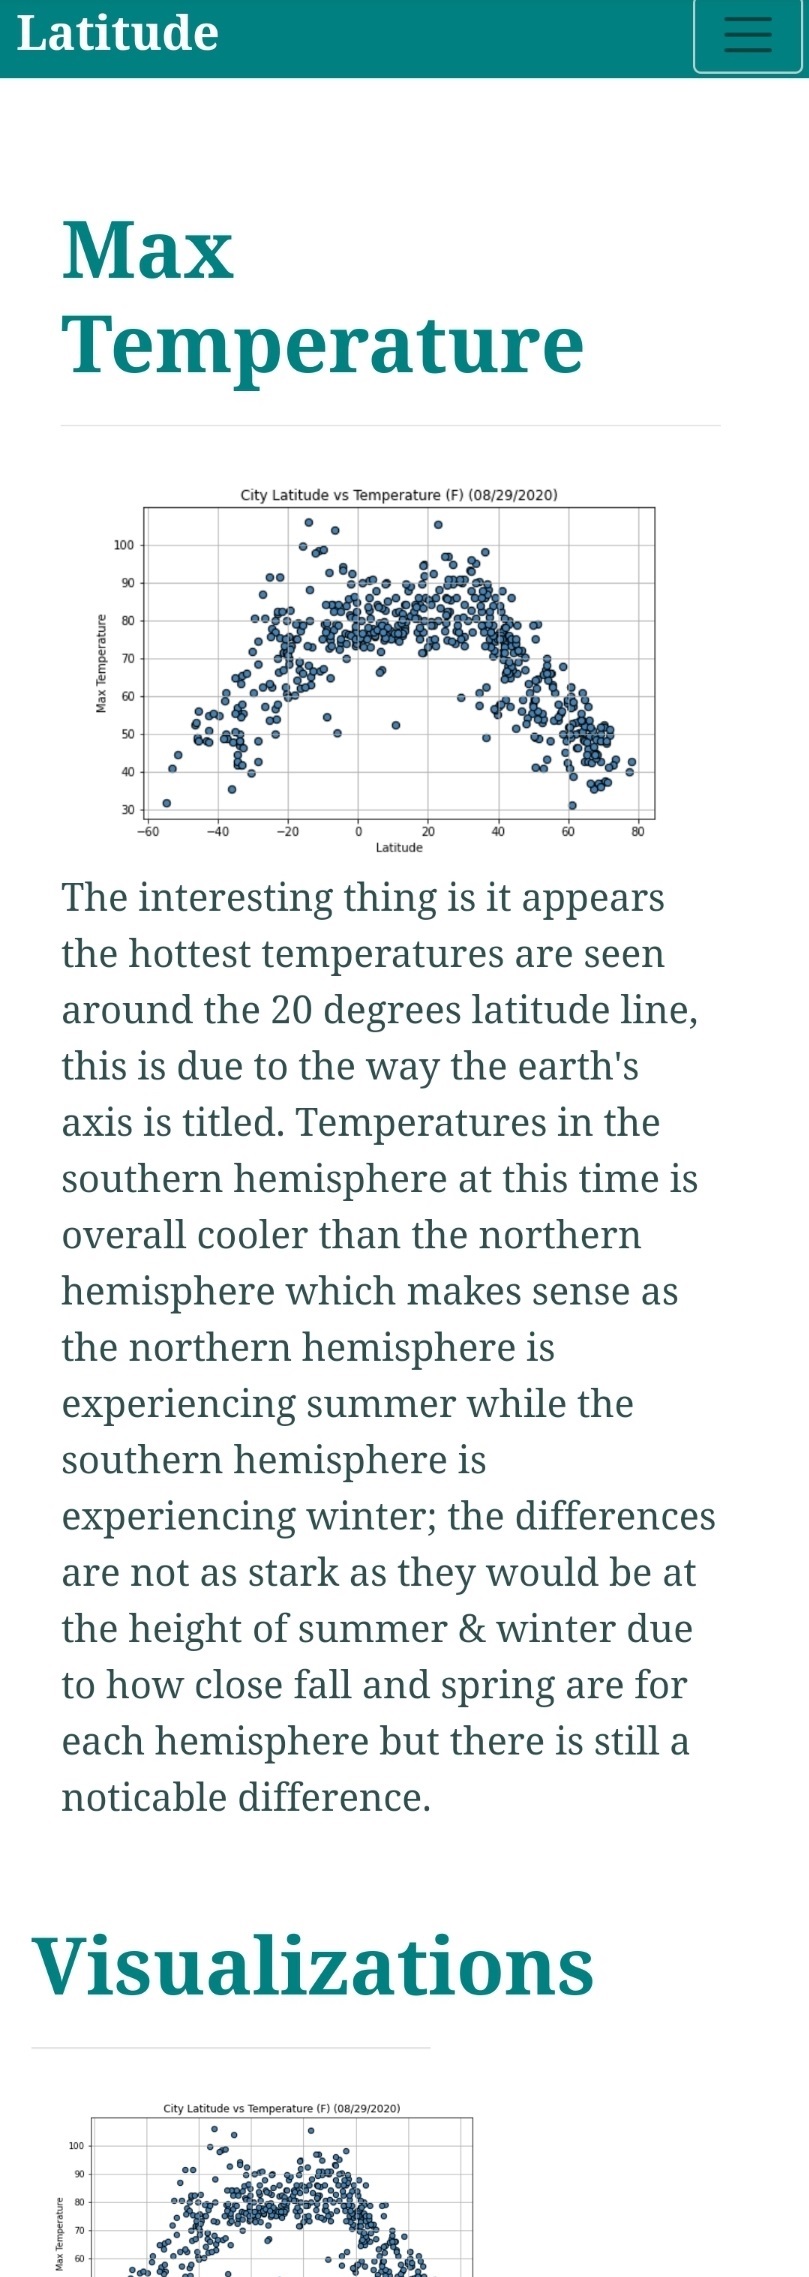 Latitude
Max
Temperature
City Latitude vs Temperature (F) (08/29/2020)
Max Temperature
100
90
80
70
60
50
40
30
−60 −40 −20 0 20 40 60 80
Latitude
The interesting thing is it appears
the hottest temperatures are seen
around the 20 degrees latitude line,
this is due to the way the earth's
axis is titled. Temperatures in the
southern hemisphere at this time is
overall cooler than the northern
hemisphere which makes sense as
the northern hemisphere is
experiencing summer while the
southern hemisphere is
experiencing winter; the differences
are not as stark as they would be at
the height of summer & winter due
to how close fall and spring are for
each hemisphere but there is still a
noticable difference.
Visualizations
City Latitude vs Temperature (F) (08/29/2020)
Max Temperature
100
90
80
70
60